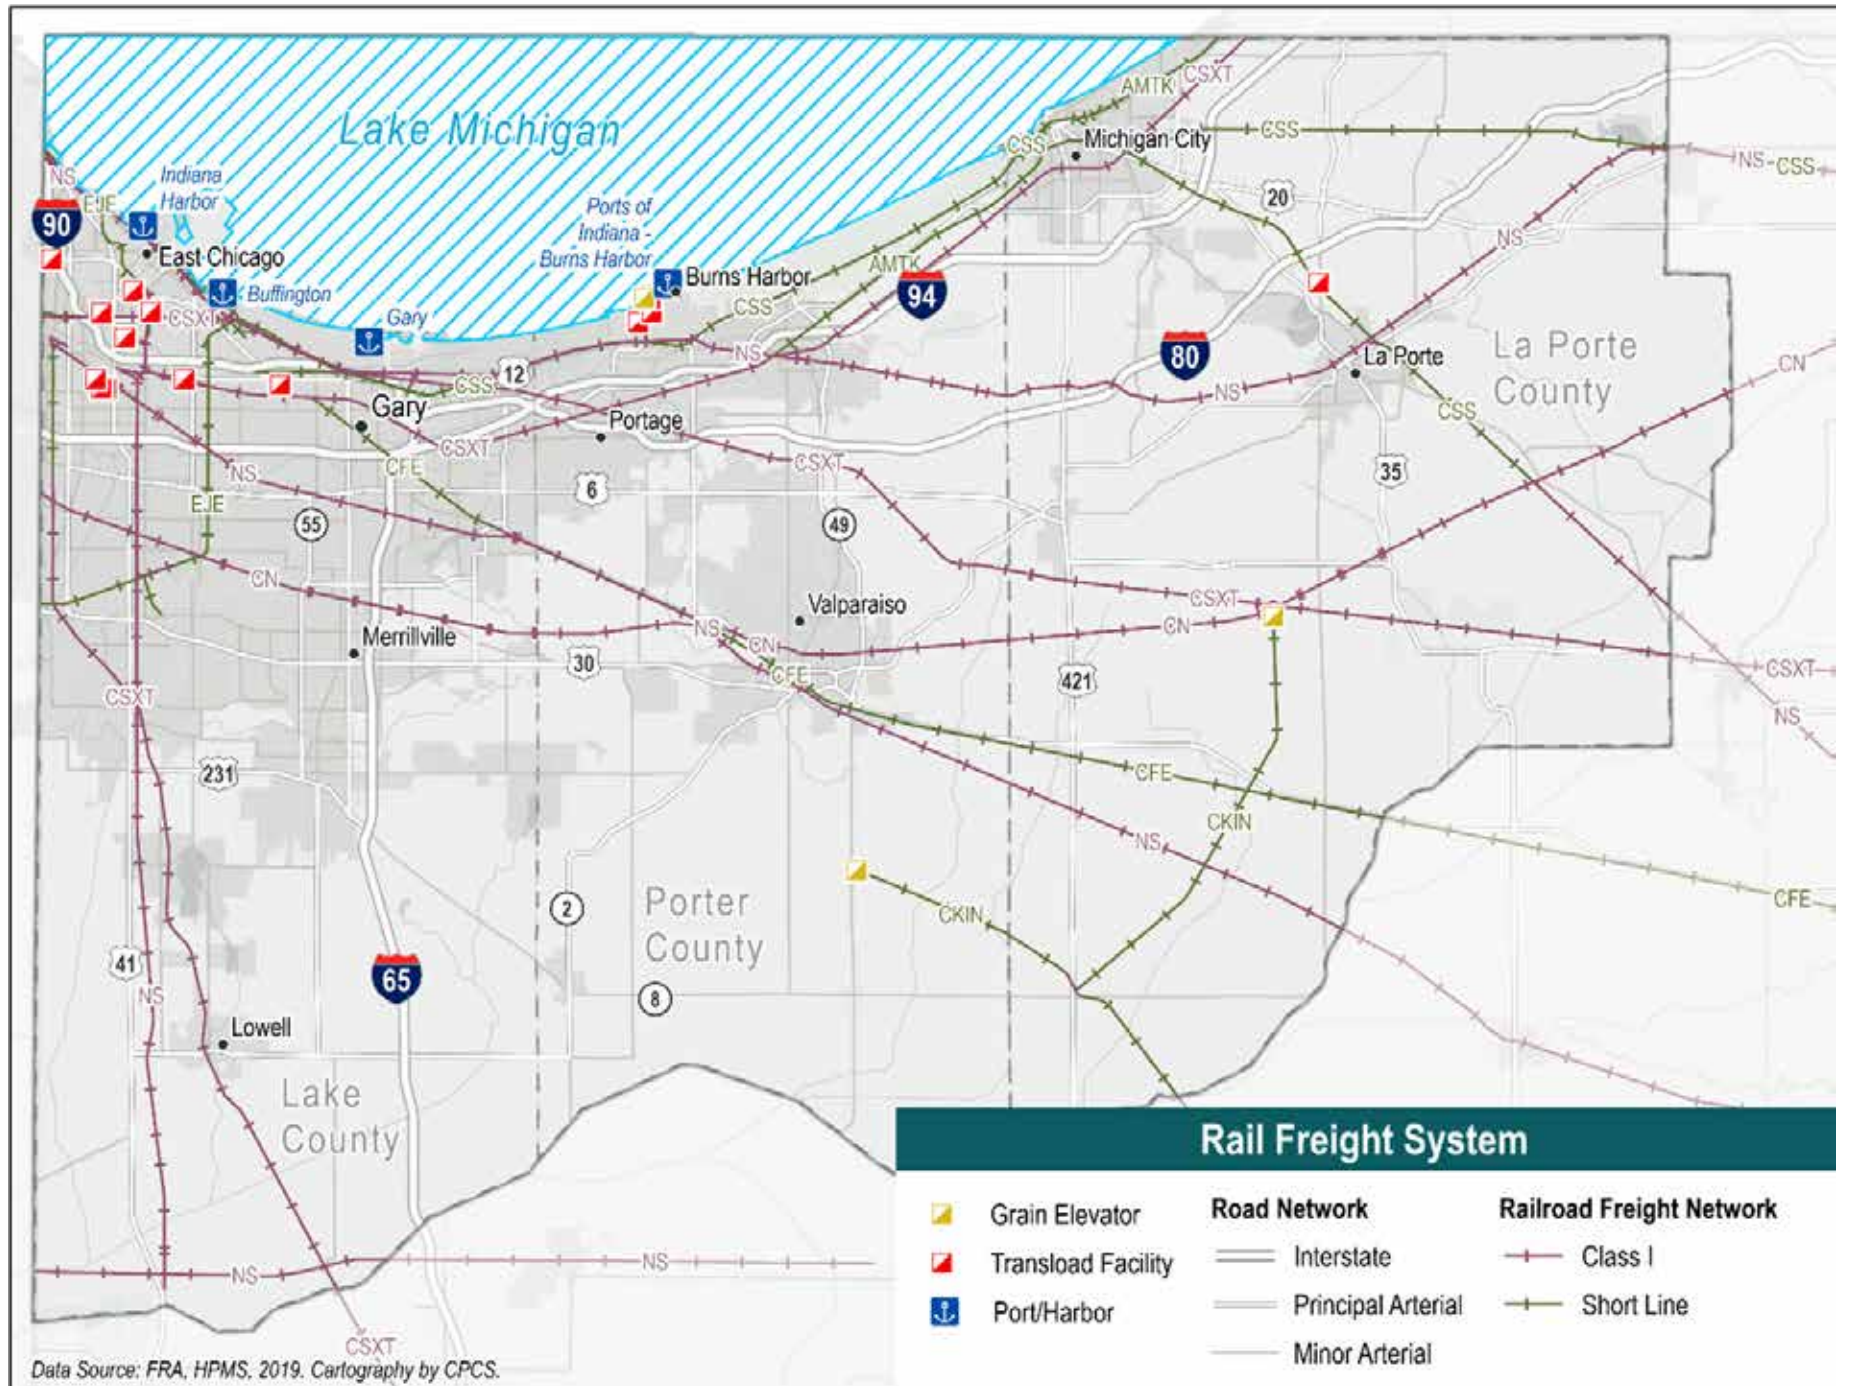 AMTK
CSXT
Lake Michigan
CSS
Michigan City
CSS
NS
Indiana
Harbor
NS-CSS
EJE
90
20
Ports of
Indiana -
Burns Harbor
East Chicago
NS
AMTK
Burns Harbor
94
Buffington
CSS
CSXT
Gary
La Porte
County
NS
80
La Porte
CN
12
CSS
NS
Gary
Portage
CSS
CSXT
CSXT
CFE
NS
35
6
EJE
55
49
CN
CSXT
Valparaiso
NS
CN
CN
Merrillville
30
CFE
421
CSXT
CSXT
NS
231
CFE
CKIN
NS
CFE
2
Porter
County
CKIN
41
65
NS
8
Lowell
Lake
County
NS
NS
CSXT
Rail Freight System
Grain Elevator
Transload Facility
Port/Harbor
Road Network
Interstate
Principal Arterial
Minor Arterial
Railroad Freight Network
Class I
Short Line
Data Source: FRA, HPMS, 2019. Cartography by CPCS.